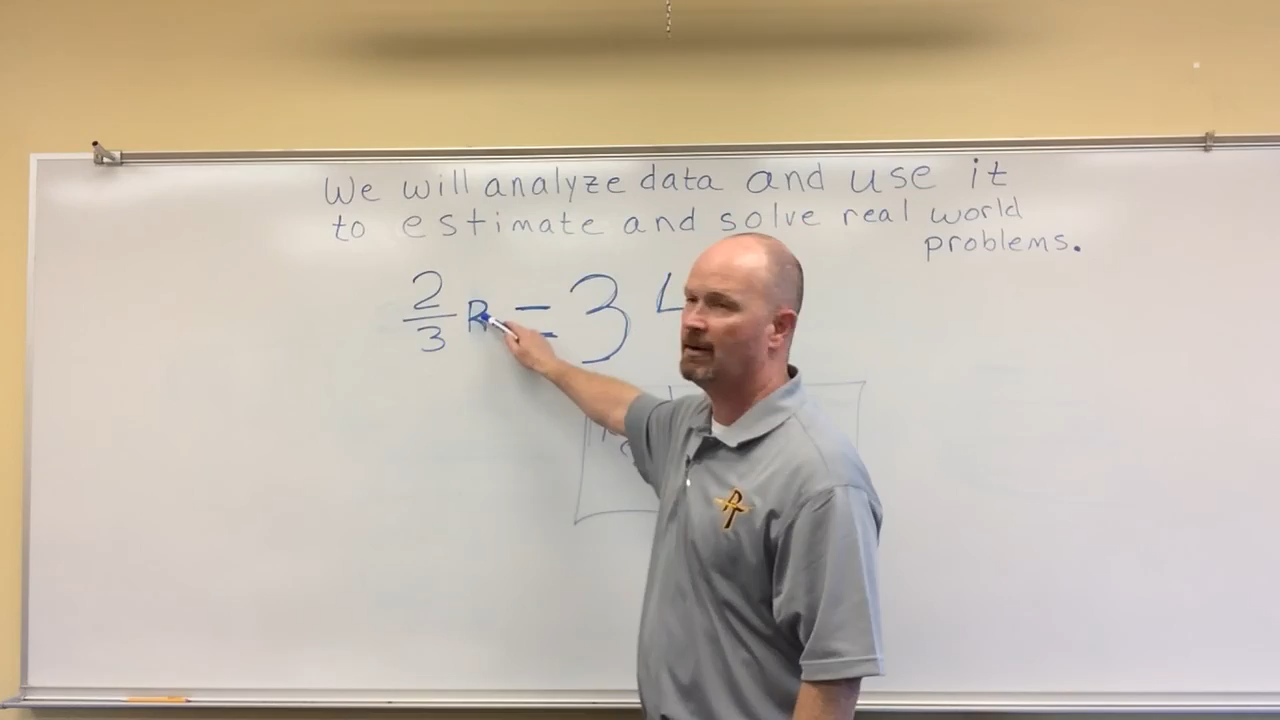 We will analyze data and use it
to estimate and solve real world
problems.
2/3 R = 3 L